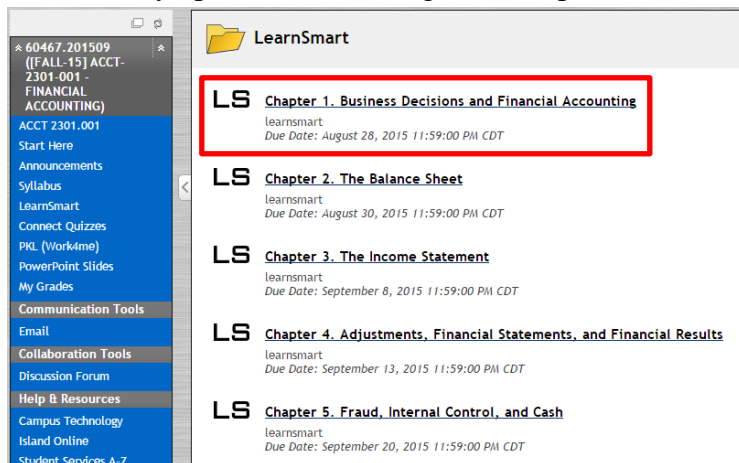 60467.201509
([FALL-15] ACCT-
2301-001 -
FINANCIAL
ACCOUNTING)
ACCT 2301.001
Start Here
Announcements
Syllabus
LearnSmart
Connect Quizzes
PKL (Work4me)
PowerPoint Slides
My Grades
Communication Tools
Email
Collaboration Tools
Discussion Forum
Help & Resources
Campus Technology
Island Online
Student Services A-Z
LearnSmart
LS Chapter 1. Business Decisions and Financial Accounting
learnsmart
Due Date: August 28, 2015 11:59:00 PM CDT
LS Chapter 2. The Balance Sheet
learnsmart
Due Date: August 30, 2015 11:59:00 PM CDT
LS Chapter 3. The Income Statement
learnsmart
Due Date: September 8, 2015 11:59:00 PM CDT
LS Chapter 4. Adjustments, Financial Statements, and Financial Results
learnsmart
Due Date: September 13, 2015 11:59:00 PM CDT
LS Chapter 5. Fraud, Internal Control, and Cash
learnsmart
Due Date: September 20, 2015 11:59:00 PM CDT